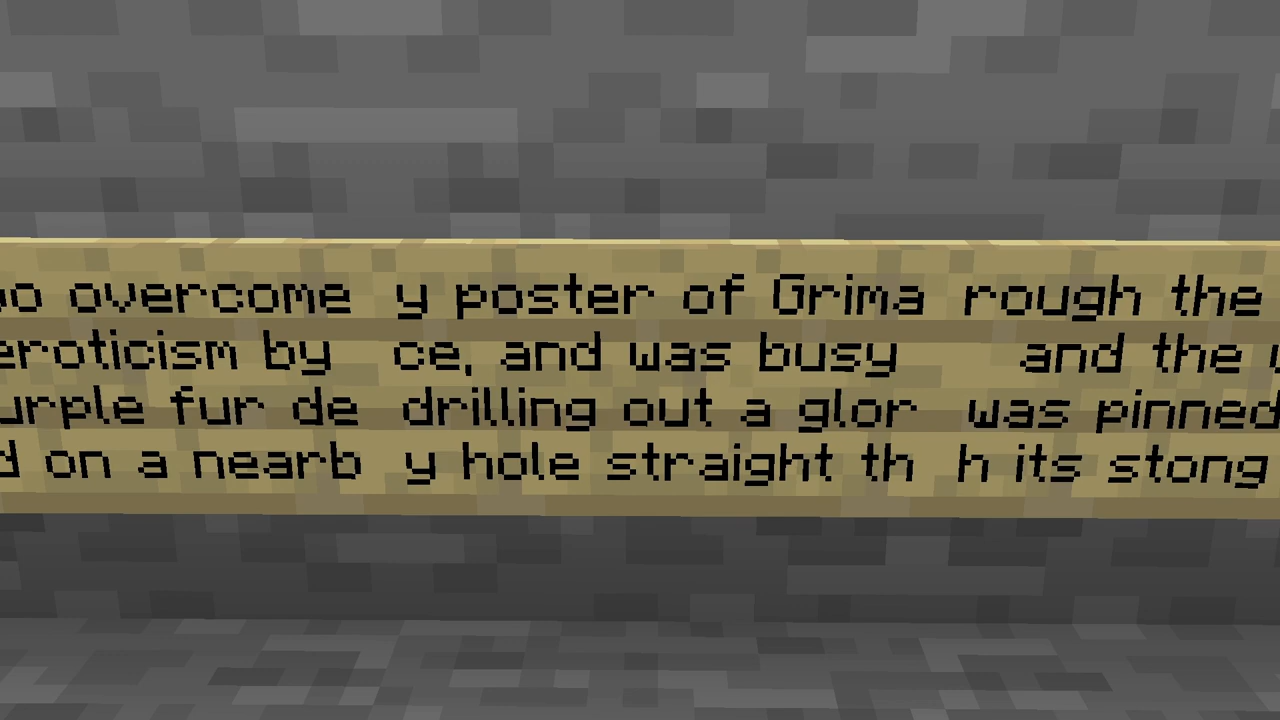 overcome
eroticism by
urple fur de
d on a nearb
y poster of Grima
ce, and was busy
drilling out a glor
y hole straight th
rough the
and the
was pinned
h its stong